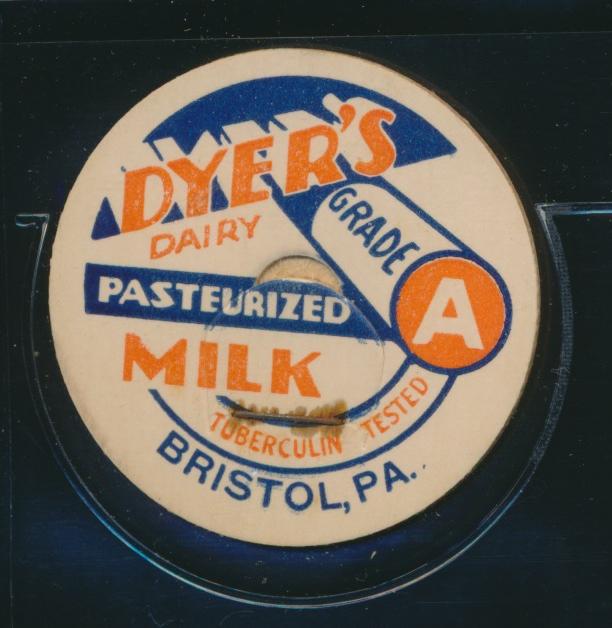 DYER'S
DAIRY
GRADE
A
PASTEURIZED
MILK
TUBERCULIN TESTED
BRISTOL, PA.